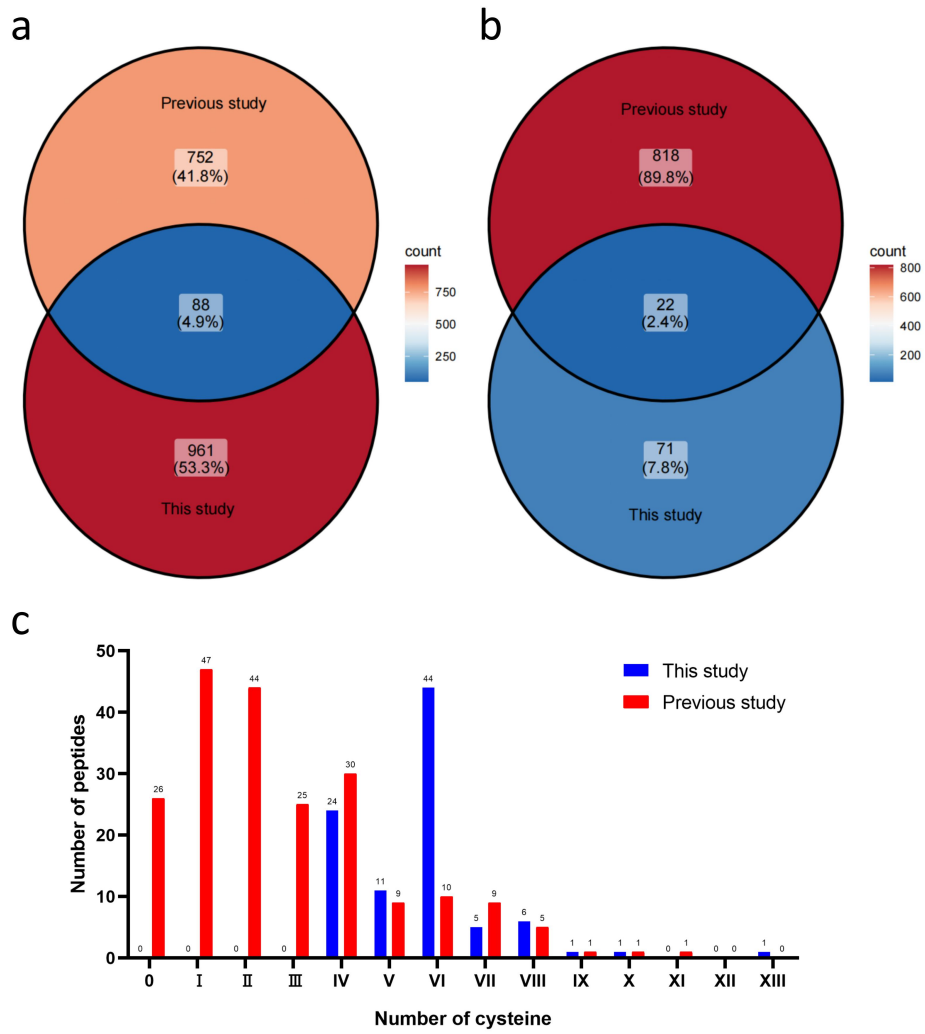 a
b
Previous study
752
(41.8%)
88
(4.9%)
961
(53.3%)
This study
count
750
500
250
Previous study
818
(89.8%)
22
(2.4%)
71
(7.8%)
This study
count
800
600
400
200
c
Number of peptides
50
40
30
20
10
0
This study
Previous study
0 26 0 47 0 44 0 25 24 30 11 9 44 10 5 9 6 5 1 1 1 1 0 1 0 0 1 0
0 Ⅰ Ⅱ Ⅲ IV V VI VII VIII IX X XI XII XIII
Number of cysteine